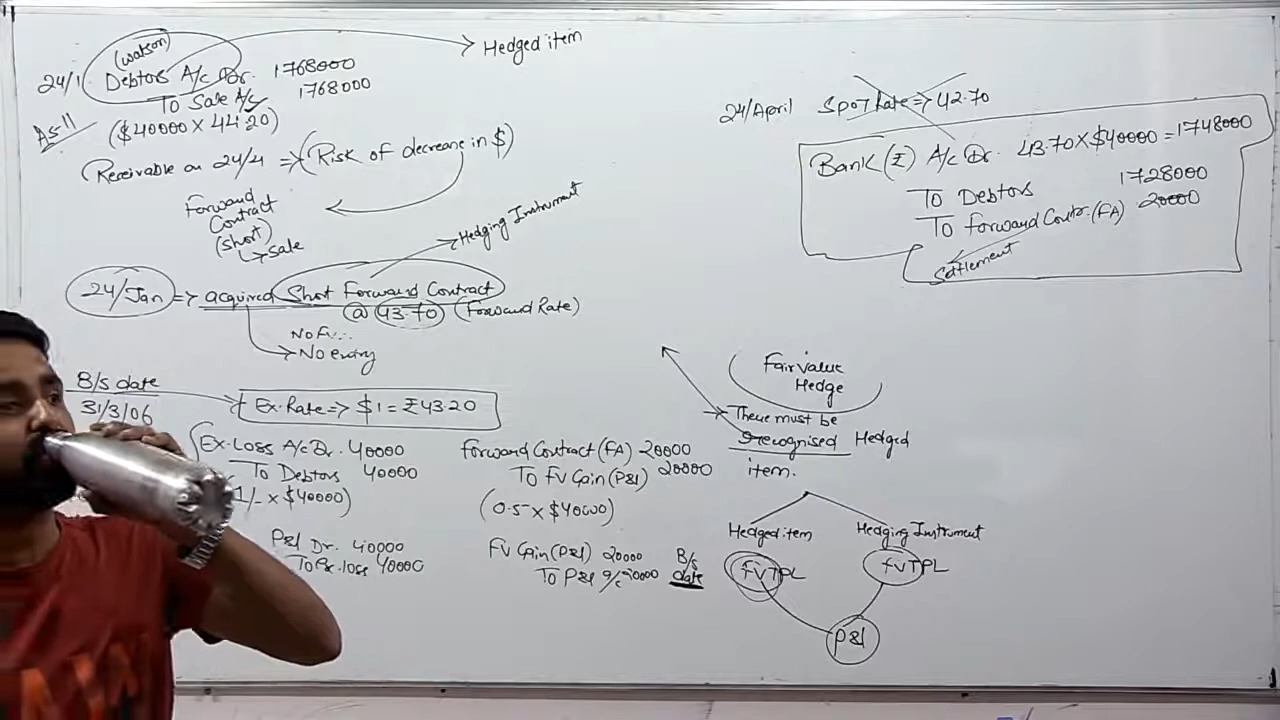 (watson)
24/1 Debtors A/c Dr. 1768000
To Sale A/c 1768000
($40000 X 44.20)
AS-11
Receivable on 24/4 => (Risk of decrease in $)
Hedged item
Forward
Contract
(short)
↳ Sale
Hedging Instrument
24/Jan => acquired Short Forward Contract
@ 43.70 (Forward Rate)
No Fv..
No entry
B/s date
31/3/06
Ex. Rate => $1 = ₹43.20
Ex. Loss A/c Dr. 40000
To Debtors 40000
1/- x $40000)
P&l Dr. 40000
To Ex. loss 40000
Forward Contract (FA) 20000
To FV Gain (P&l) 20000
(0.5 x $40000)
FV Gain (P&l) 20000
To P&l a/c 20000
B/s
date
24/April Spot Rate => 42.70
Bank (₹) A/c Dr. 43.70 X $40000 = 1748000
To Debtors 1728000
To Forward Contr. (FA) 20000
Settlement
Fair Value
Hedge
There must be
recognised Hedged
item.
Hedged item
FVTPL
Hedging Instrument
FVTPL
P&l